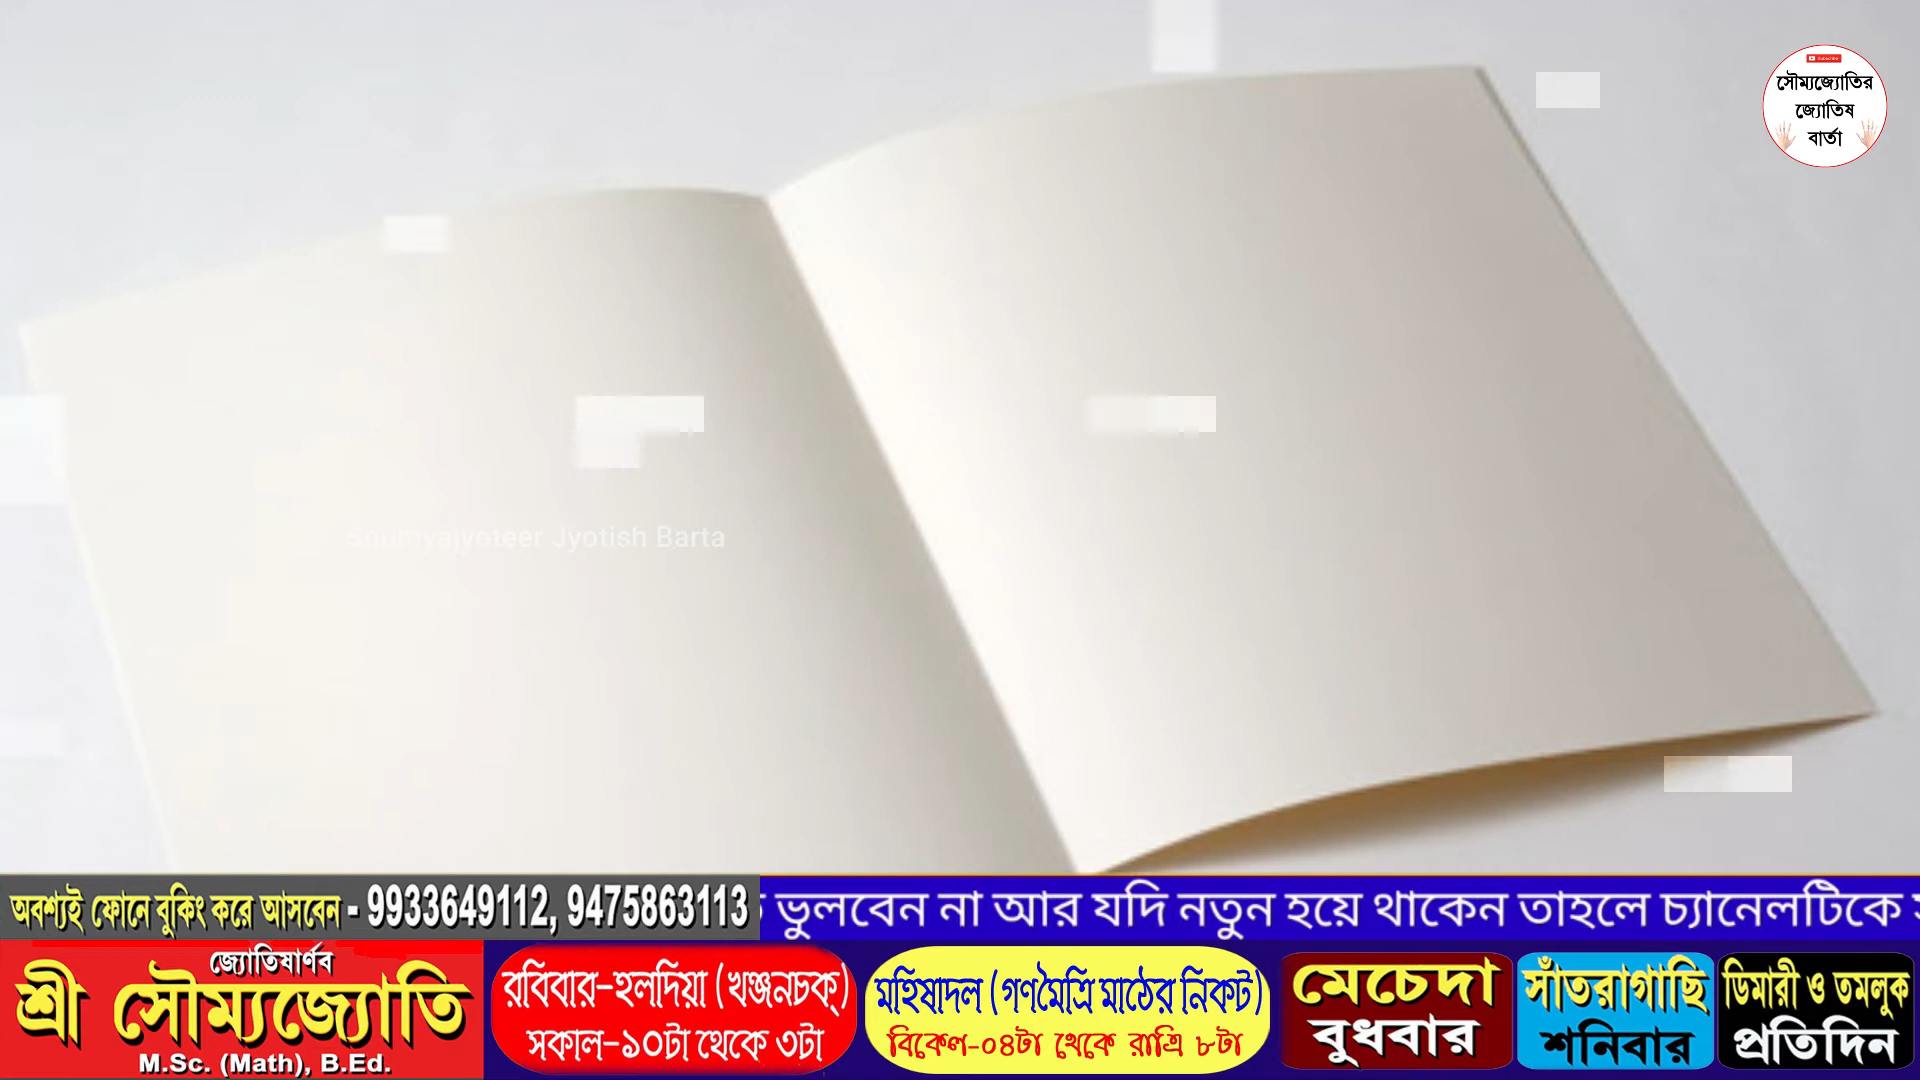 Subscribe
সৌম্যজ্যোতির
জ্যোতিষ
বার্তা
Soumyajyoteer Jyotish Barta
অবশ্যই ফোনে বুকিং করে আসবেন - 9933649112, 9475863113
ভুলবেন না আর যদি নতুন হয়ে থাকেন তাহলে চ্যানেলটিকে
জ্যোতিষার্ণব
শ্রী সৌম্যজ্যোতি
M.Sc. (Math), B.Ed.
রবিবার-হলদিয়া (খঞ্জনচক্)
সকাল-১০টা থেকে ৩টা
মহিষাদল (গণমৈত্রি মাঠের নিকট)
বিকেল-০৪টা থেকে রাত্রি ৮টা
মেচেদা
বুধবার
সাঁতরাগাছি
শনিবার
ডিমারী ও তমলুক
প্রতিদিন